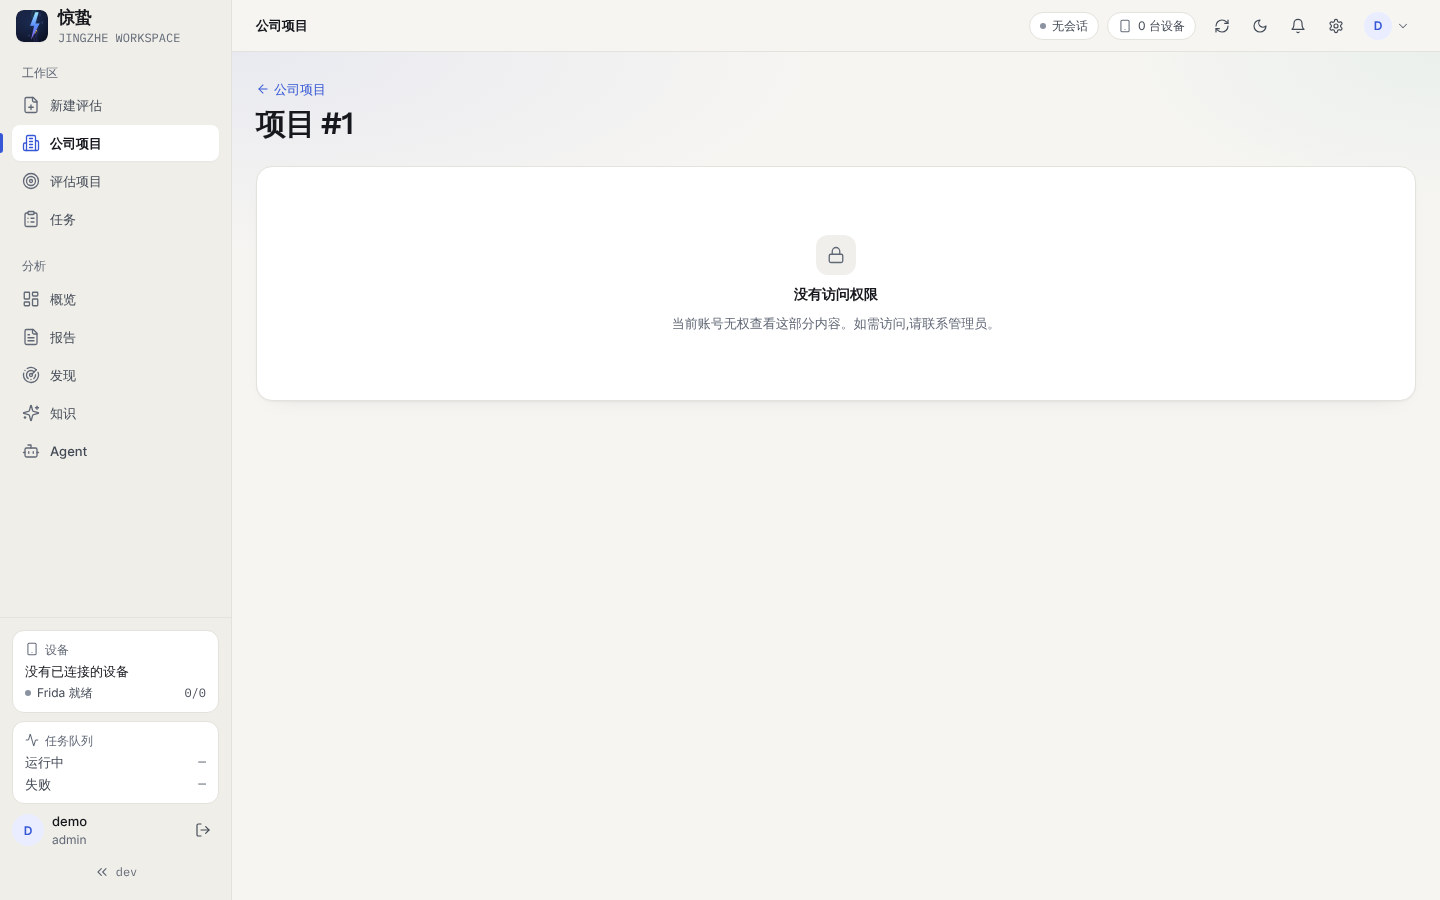 惊蛰
JINGZHE WORKSPACE
工作区
新建评估
公司项目
评估项目
任务
分析
概览
报告
发现
知识
Agent
设备
没有已连接的设备
Frida 就绪 0/0
任务队列
运行中 —
失败 —
D
demo
admin
dev
公司项目
无会话
0 台设备
D
公司项目
项目 #1
没有访问权限
当前账号无权查看这部分内容。如需访问,请联系管理员。